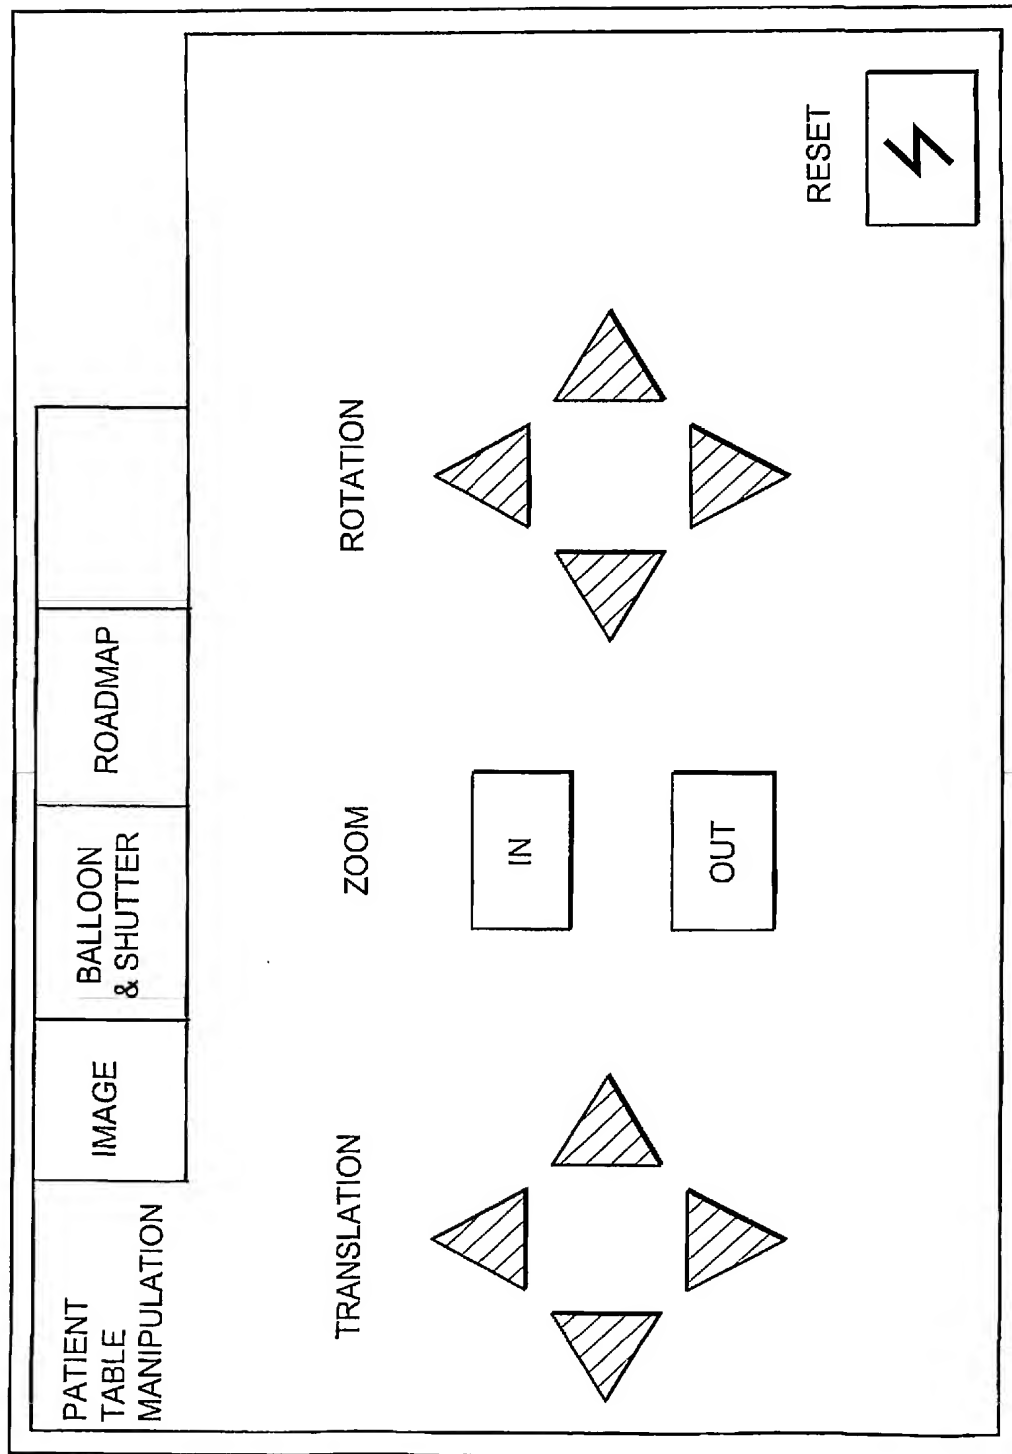 PATIENT
TABLE
MANIPULATION
IMAGE
BALLOON
& SHUTTER
ROADMAP
TRANSLATION
ZOOM
ROTATION
IN
OUT
RESET